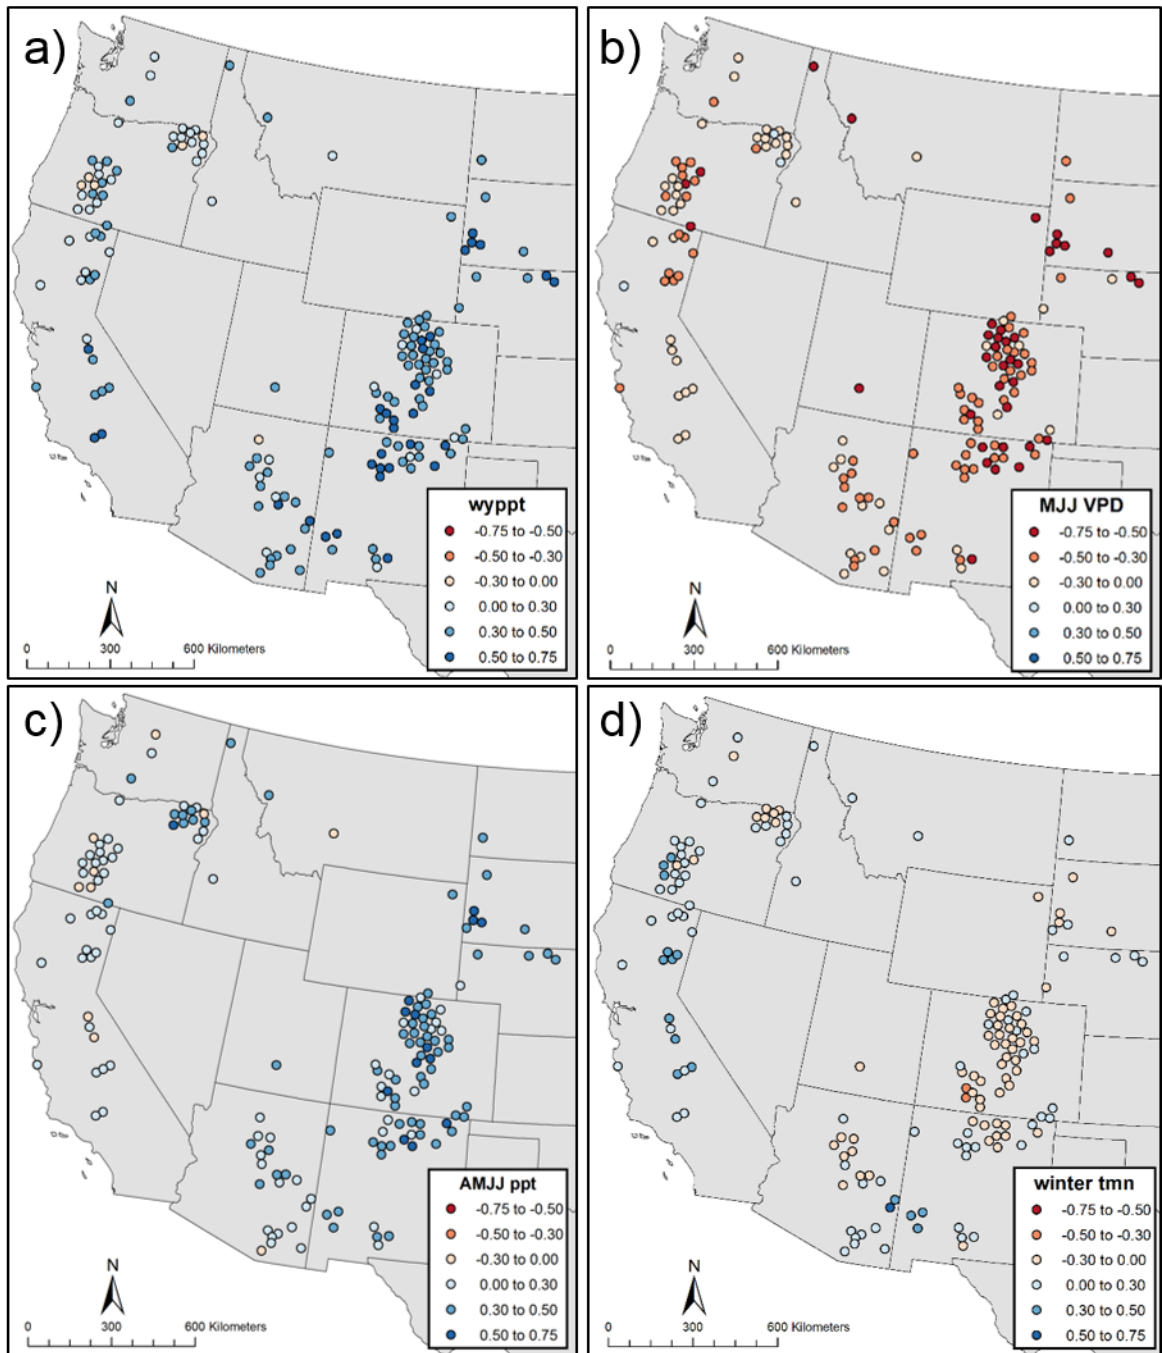 a)
wyppt
-0.75 to -0.50
-0.50 to -0.30
-0.30 to 0.00
0.00 to 0.30
0.30 to 0.50
0.50 to 0.75
N
0 300 600 Kilometers
b)
MJJ VPD
-0.75 to -0.50
-0.50 to -0.30
-0.30 to 0.00
0.00 to 0.30
0.30 to 0.50
0.50 to 0.75
N
0 300 600 Kilometers
c)
AMJJ ppt
-0.75 to -0.50
-0.50 to -0.30
-0.30 to 0.00
0.00 to 0.30
0.30 to 0.50
0.50 to 0.75
N
0 300 600 Kilometers
d)
winter tmn
-0.75 to -0.50
-0.50 to -0.30
-0.30 to 0.00
0.00 to 0.30
0.30 to 0.50
0.50 to 0.75
N
0 300 600 Kilometers